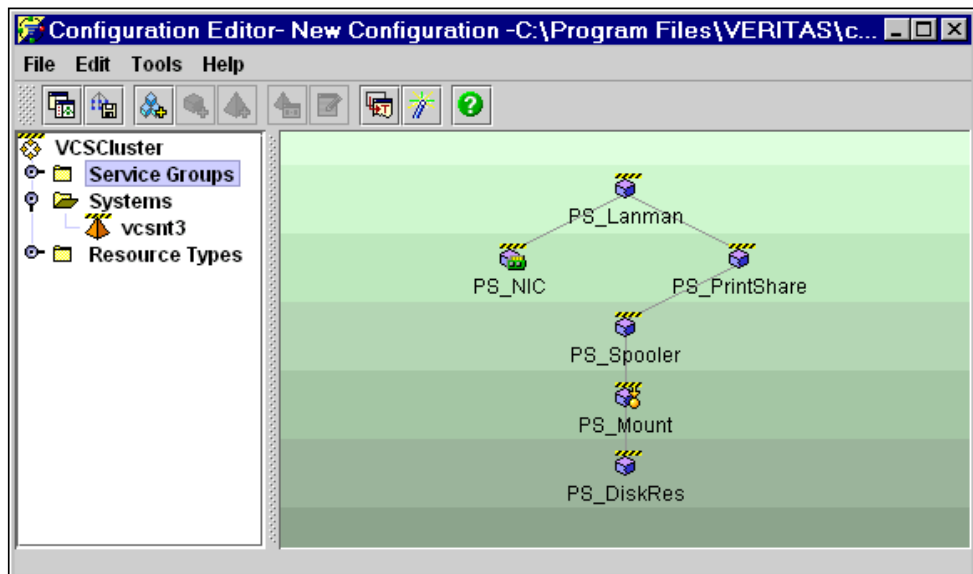 Configuration Editor- New Configuration -C:\Program Files\VERITAS\c...
File Edit Tools Help
VCSCluster
Service Groups
Systems
vcsnt3
Resource Types
PS_Lanman
PS_NIC
PS_PrintShare
PS_Spooler
PS_Mount
PS_DiskRes